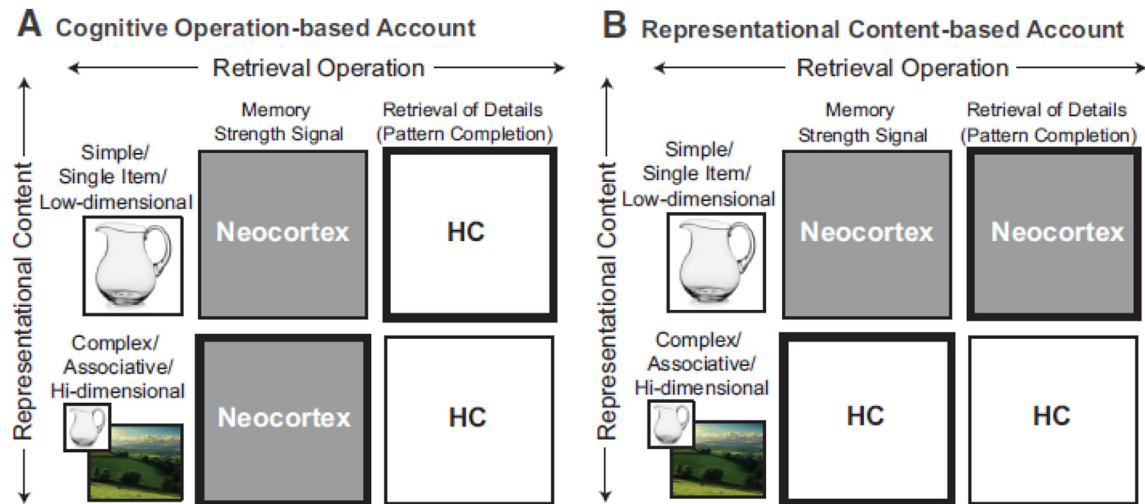 A Cognitive Operation-based Account
Retrieval Operation
Representational Content
Memory
Strength Signal
Retrieval of Details
(Pattern Completion)
Simple/
Single Item/
Low-dimensional
Neocortex
HC
Complex/
Associative/
Hi-dimensional
Neocortex
HC
B Representational Content-based Account
Retrieval Operation
Representational Content
Memory
Strength Signal
Retrieval of Details
(Pattern Completion)
Simple/
Single Item/
Low-dimensional
Neocortex
Neocortex
Complex/
Associative/
Hi-dimensional
HC
HC